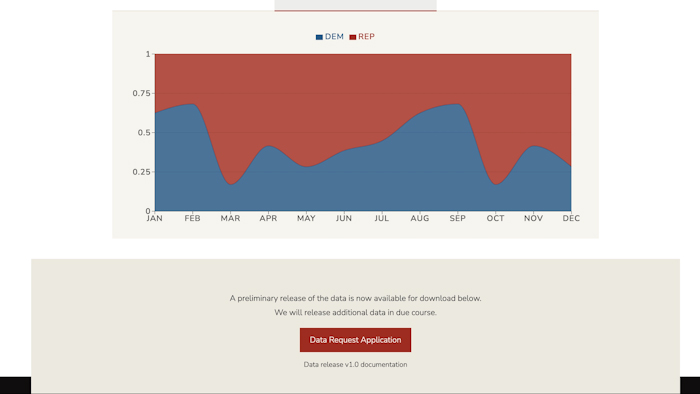 DEM REP
1
0.75
0.5
0.25
0
JAN FEB MAR APR MAY JUN JUL AUG SEP OCT NOV DEC
A preliminary release of the data is now available for download below.
We will release additional data in due course.
Data Request Application
Data release v1.0 documentation